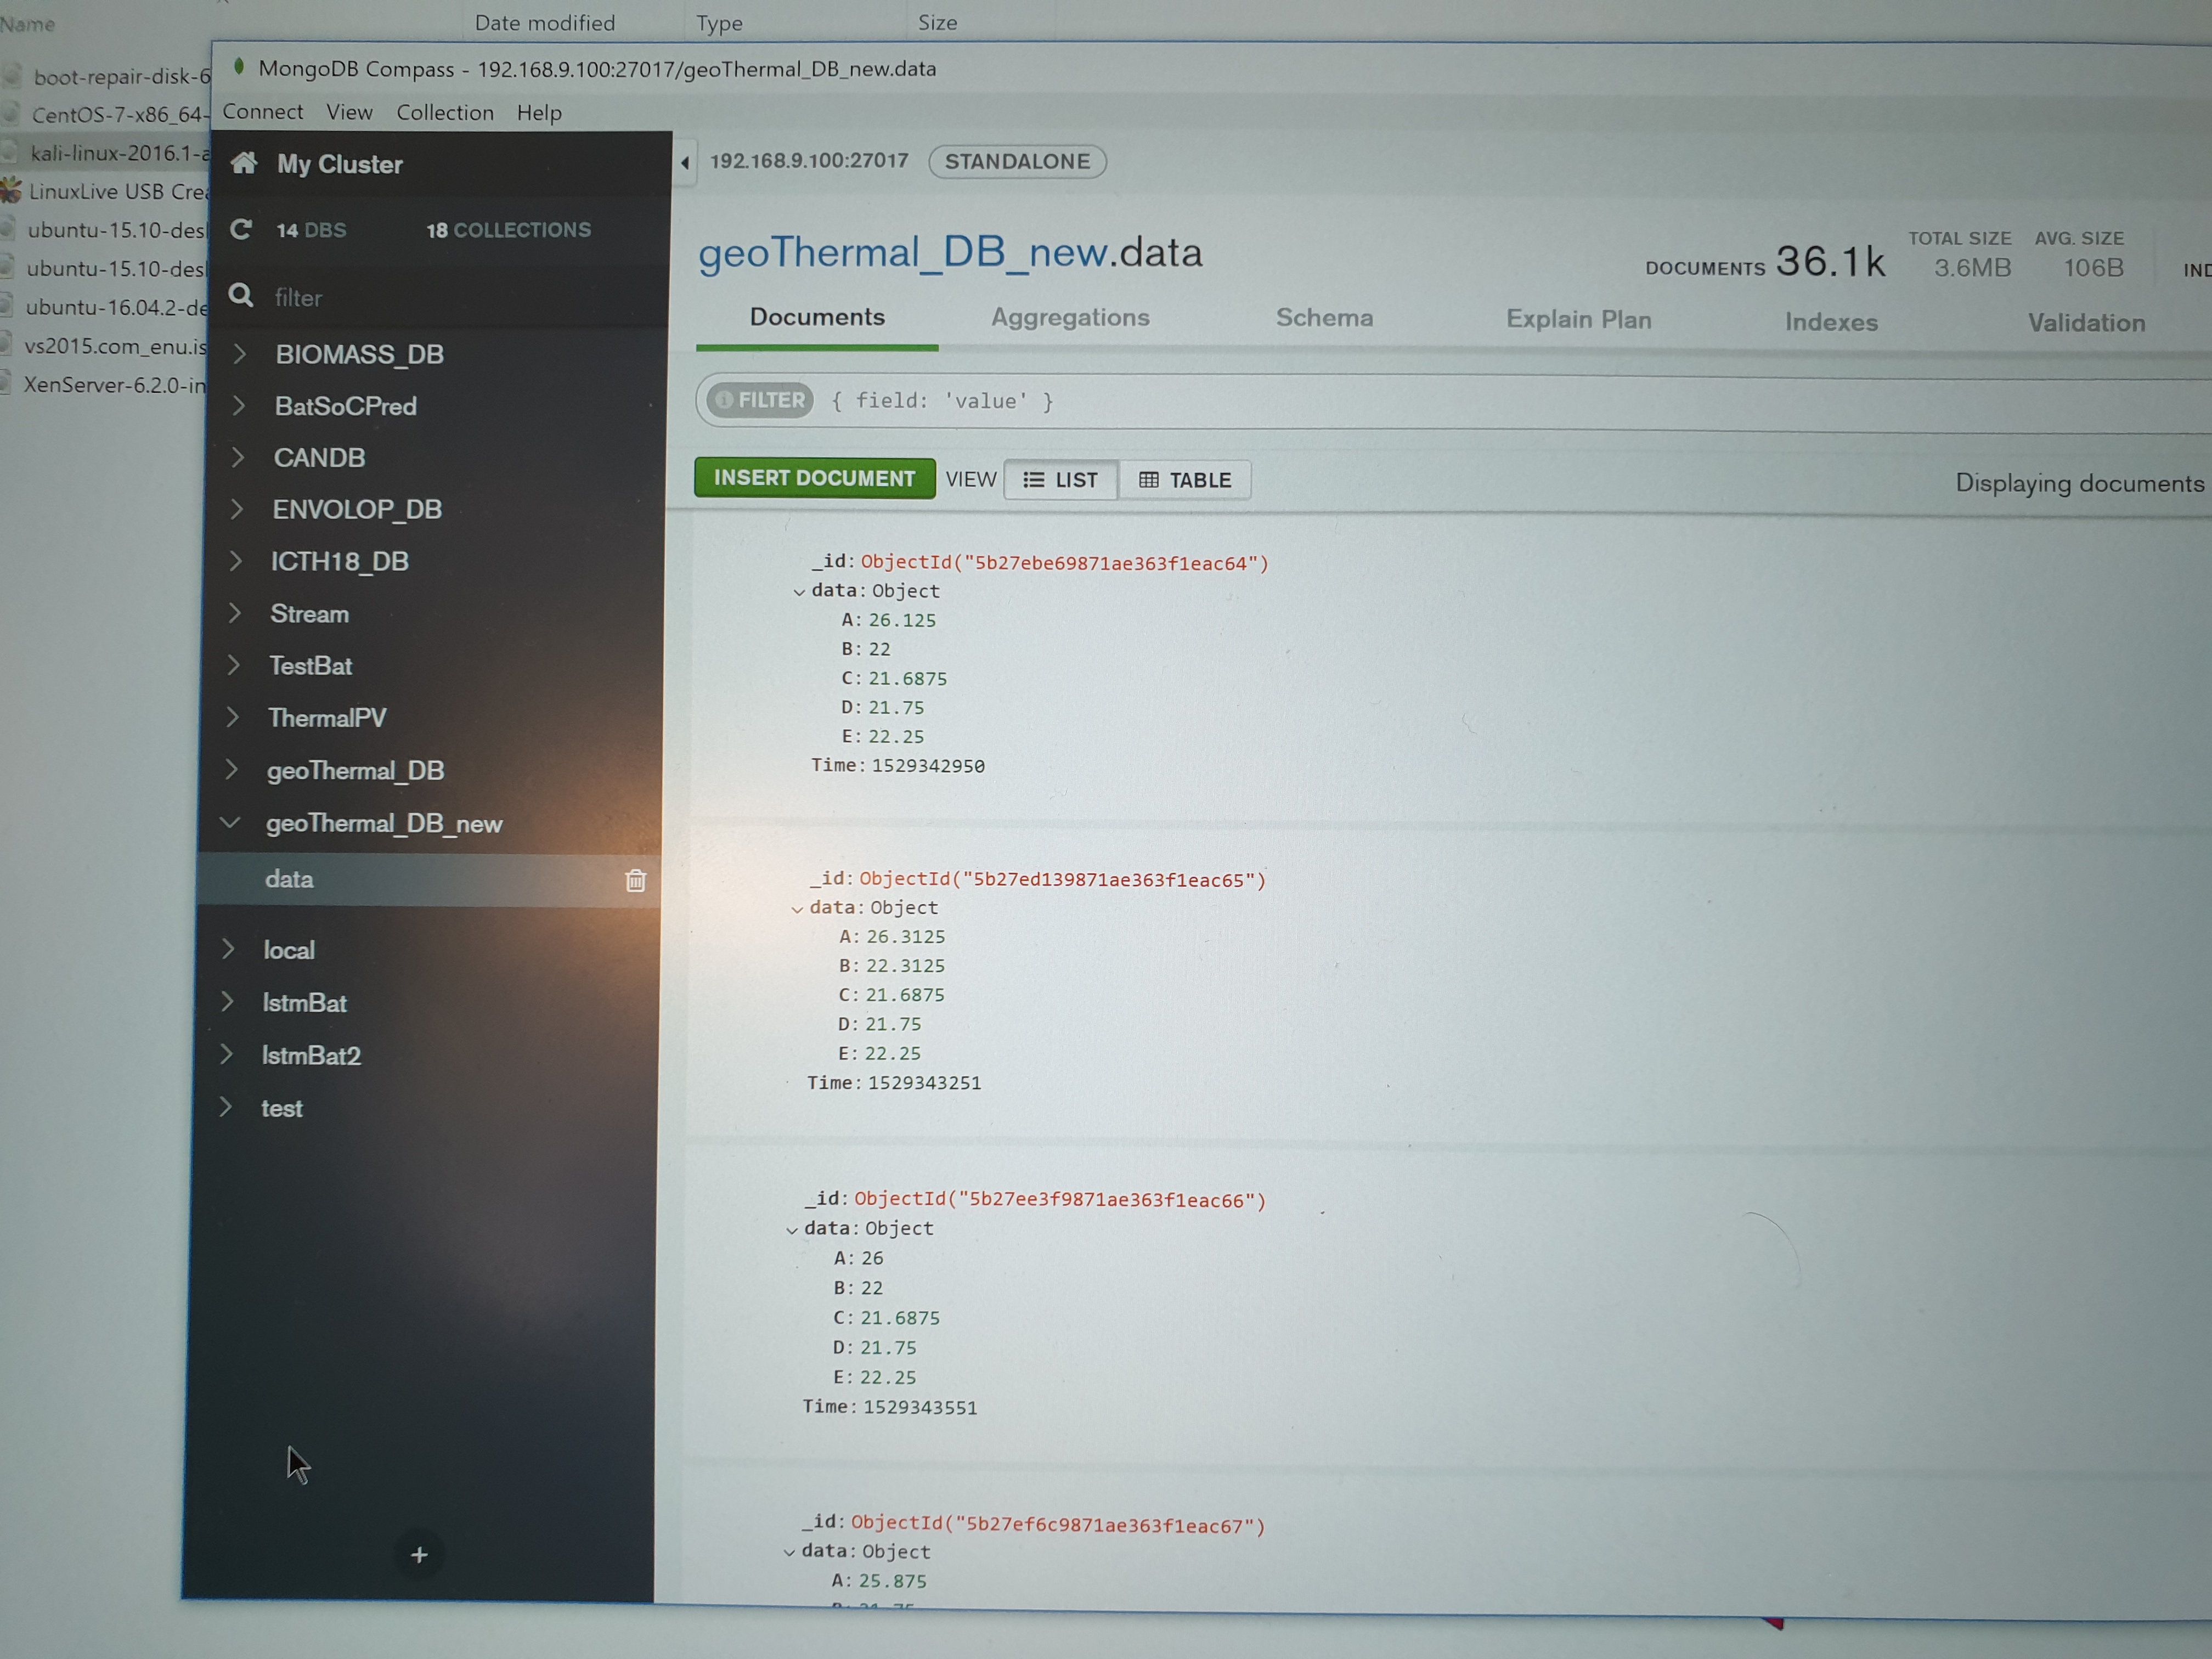 Name
Date modified
Type
Size
boot-repair-disk-6
CentOS-7-x86_64-
kali-linux-2016.1-a
LinuxLive USB Crea
ubuntu-15.10-des
ubuntu-15.10-des
ubuntu-16.04.2-de
vs2015.com_enu.is
XenServer-6.2.0-in
MongoDB Compass - 192.168.9.100:27017/geoThermal_DB_new.data
Connect View Collection Help
My Cluster
14 DBS 18 COLLECTIONS
filter
BIOMASS_DB
BatSoCPred
CANDB
ENVOLOP_DB
ICTH18_DB
Stream
TestBat
ThermalPV
geoThermal_DB
geoThermal_DB_new
data
local
lstmBat
lstmBat2
test
+
192.168.9.100:27017 STANDALONE
geoThermal_DB_new.data
DOCUMENTS 36.1k
TOTAL SIZE
3.6MB
AVG. SIZE
106B
IND
Documents Aggregations Schema Explain Plan Indexes Validation
FILTER { field: 'value' }
INSERT DOCUMENT VIEW LIST TABLE
Displaying documents
_id: ObjectId("5b27ebe69871ae363f1eac64")
data: Object
A: 26.125
B: 22
C: 21.6875
D: 21.75
E: 22.25
Time: 1529342950
_id: ObjectId("5b27ed139871ae363f1eac65")
data: Object
A: 26.3125
B: 22.3125
C: 21.6875
D: 21.75
E: 22.25
Time: 1529343251
_id: ObjectId("5b27ee3f9871ae363f1eac66")
data: Object
A: 26
B: 22
C: 21.6875
D: 21.75
E: 22.25
Time: 1529343551
_id: ObjectId("5b27ef6c9871ae363f1eac67")
data: Object
A: 25.875